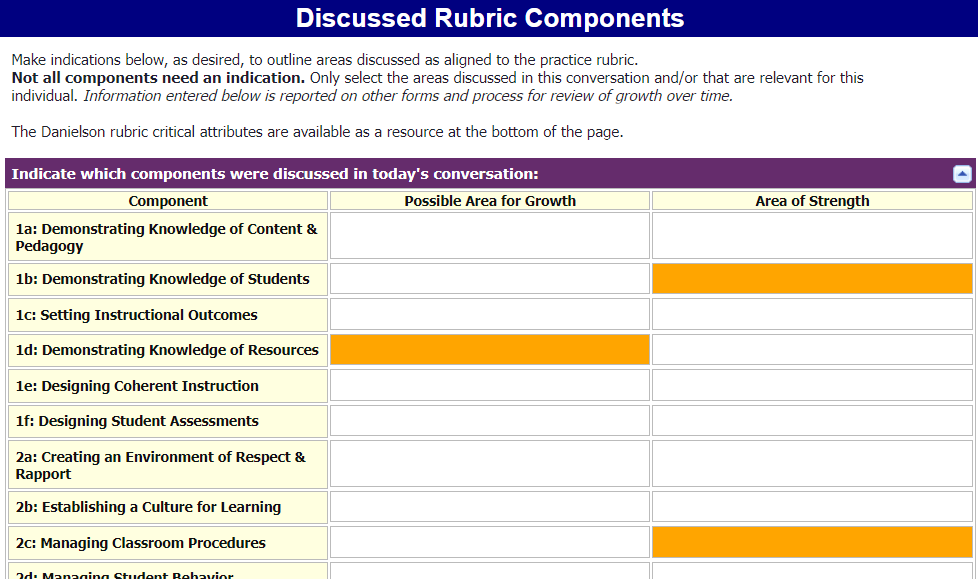 Discussed Rubric Components
Make indications below, as desired, to outline areas discussed as aligned to the practice rubric.
Not all components need an indication. Only select the areas discussed in this conversation and/or that are relevant for this
individual. Information entered below is reported on other forms and process for review of growth over time.
The Danielson rubric critical attributes are available as a resource at the bottom of the page.
Indicate which components were discussed in today's conversation:
Component Possible Area for Growth Area of Strength
1a: Demonstrating Knowledge of Content &
Pedagogy
1b: Demonstrating Knowledge of Students
1c: Setting Instructional Outcomes
1d: Demonstrating Knowledge of Resources
1e: Designing Coherent Instruction
1f: Designing Student Assessments
2a: Creating an Environment of Respect &
Rapport
2b: Establishing a Culture for Learning
2c: Managing Classroom Procedures
2d: Managing Student Behavior